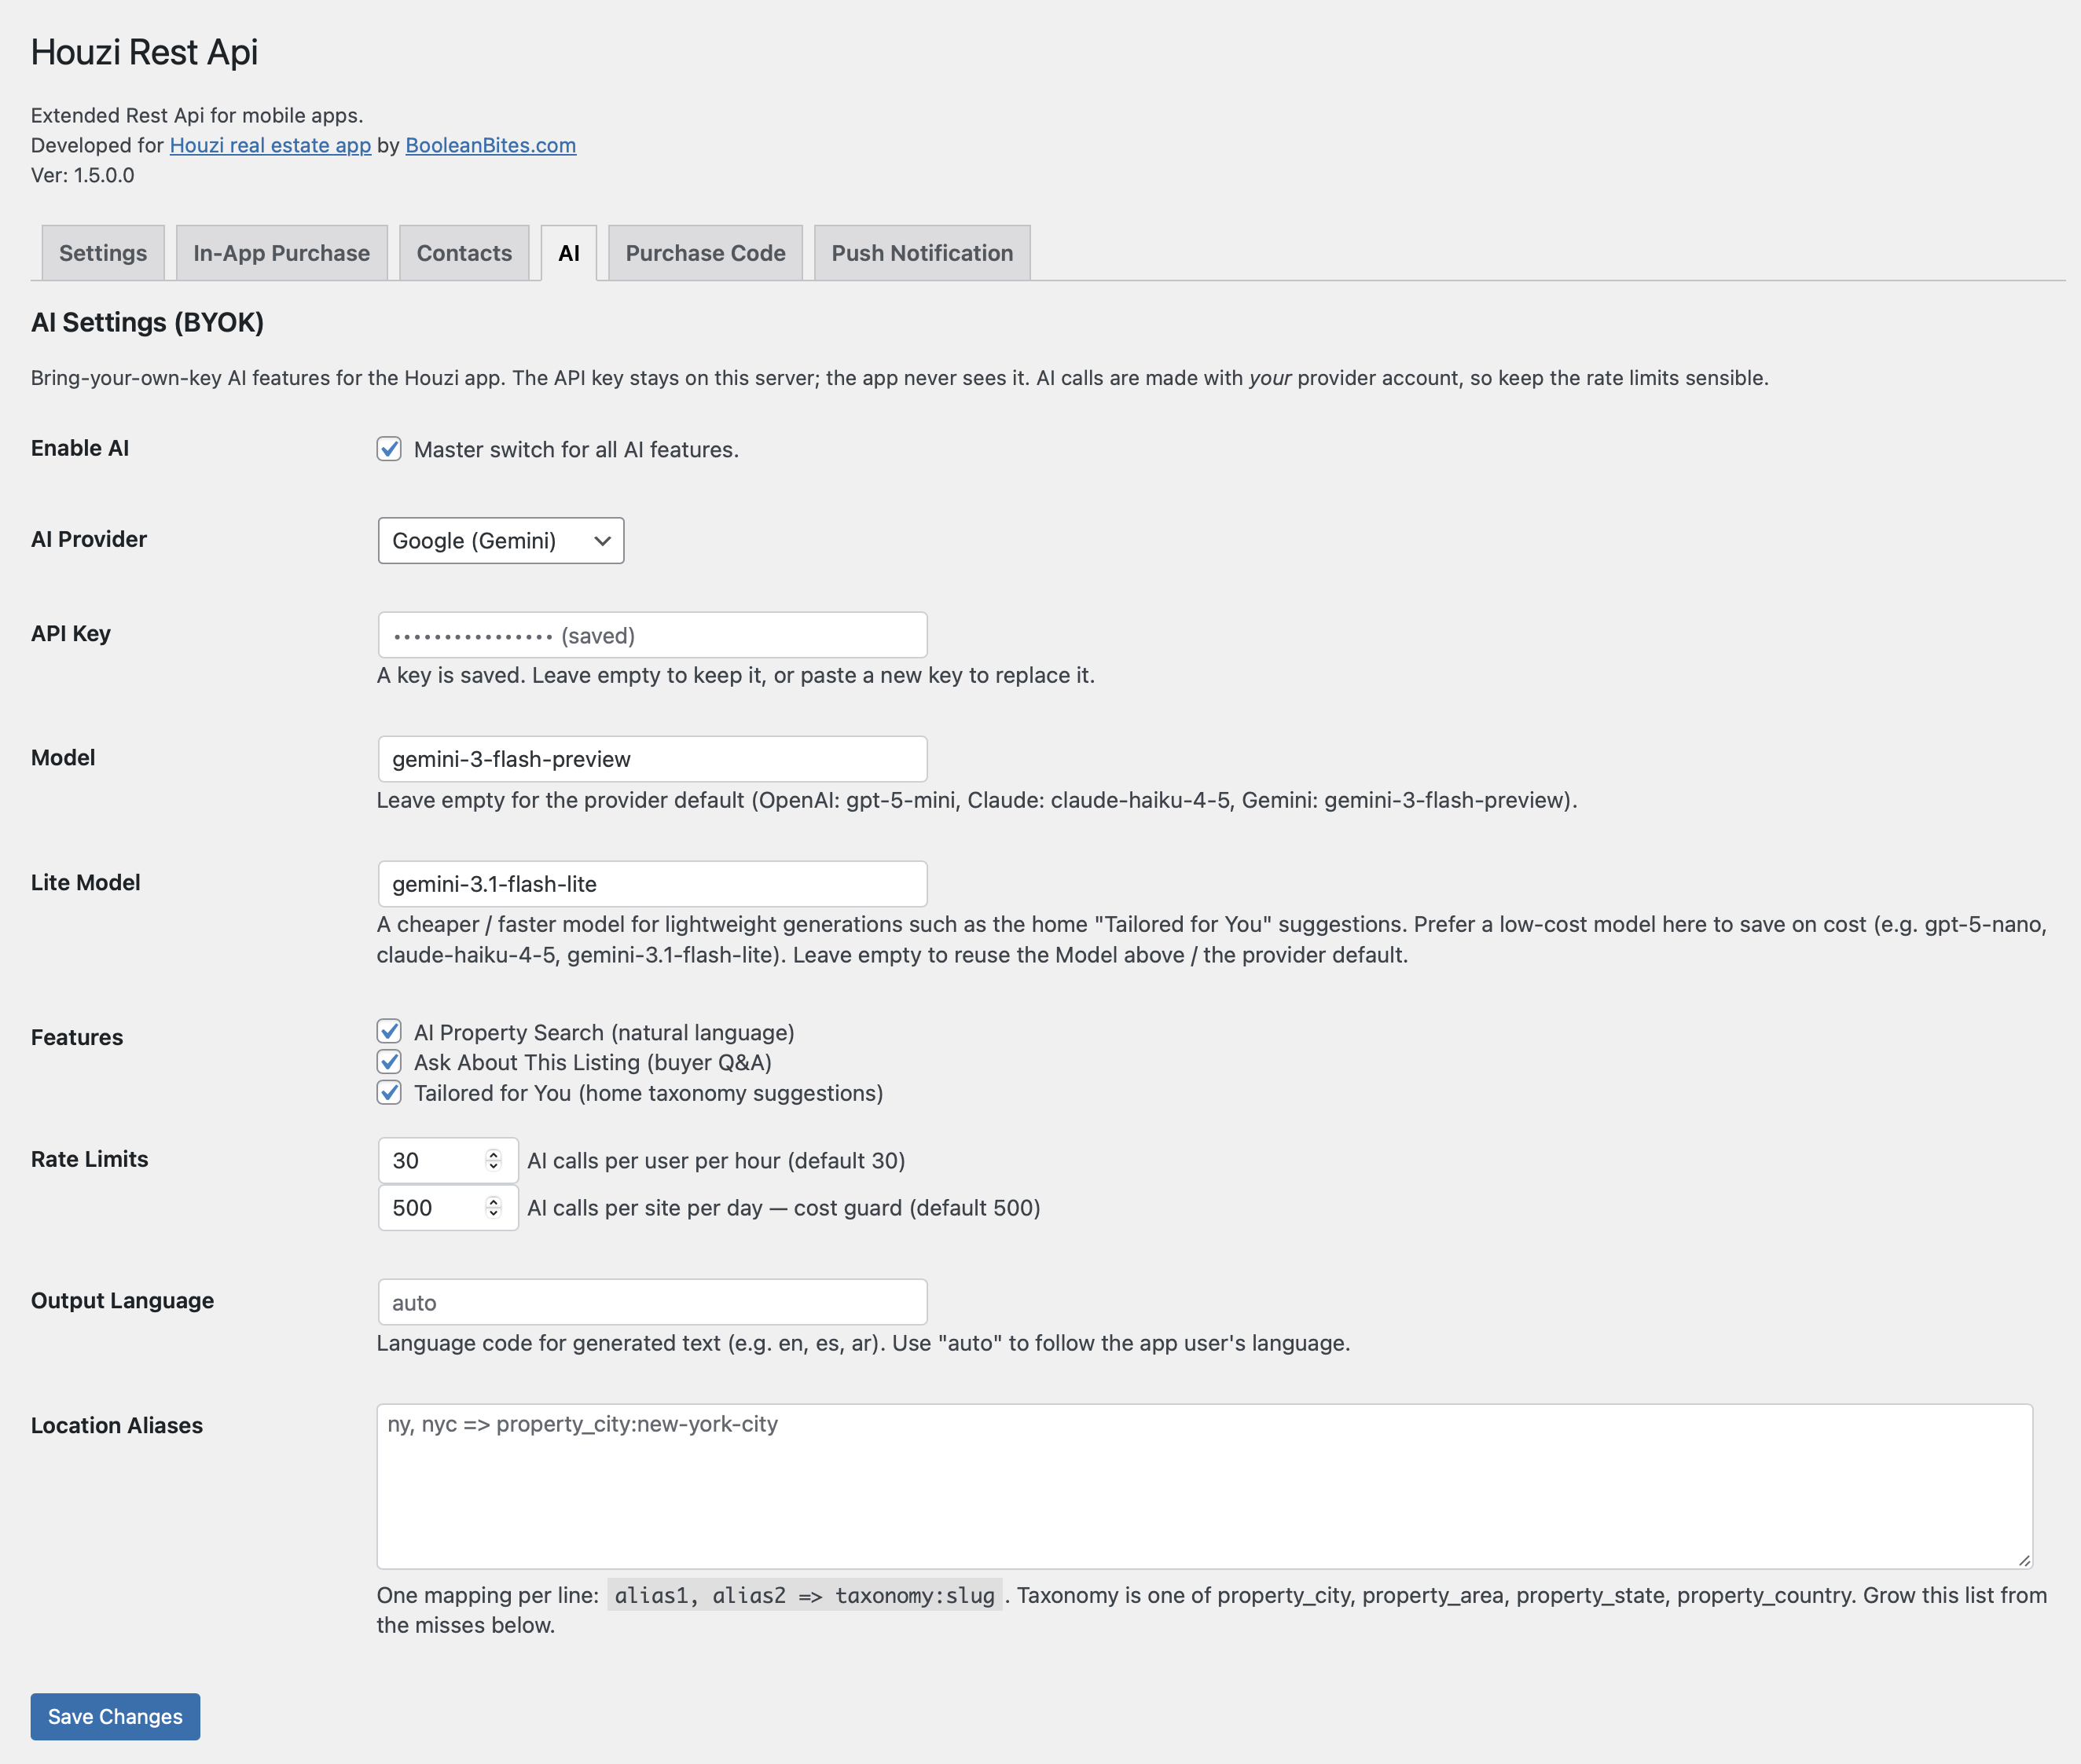 Houzi Rest Api
Extended Rest Api for mobile apps.
Developed for Houzi real estate app by BooleanBites.com
Ver: 1.5.0.0
Settings
In-App Purchase
Contacts
AI
Purchase Code
Push Notification
AI Settings (BYOK)
Bring-your-own-key AI features for the Houzi app. The API key stays on this server; the app never sees it. AI calls are made with your provider account, so keep the rate limits sensible.
Enable AI
Master switch for all AI features.
AI Provider
Google (Gemini)
API Key
•••••••••••••••• (saved)
A key is saved. Leave empty to keep it, or paste a new key to replace it.
Model
gemini-3-flash-preview
Leave empty for the provider default (OpenAI: gpt-5-mini, Claude: claude-haiku-4-5, Gemini: gemini-3-flash-preview).
Lite Model
gemini-3.1-flash-lite
A cheaper / faster model for lightweight generations such as the home "Tailored for You" suggestions. Prefer a low-cost model here to save on cost (e.g. gpt-5-nano,
claude-haiku-4-5, gemini-3.1-flash-lite). Leave empty to reuse the Model above / the provider default.
Features
AI Property Search (natural language)
Ask About This Listing (buyer Q&A)
Tailored for You (home taxonomy suggestions)
Rate Limits
30
AI calls per user per hour (default 30)
500
AI calls per site per day — cost guard (default 500)
Output Language
auto
Language code for generated text (e.g. en, es, ar). Use "auto" to follow the app user's language.
Location Aliases
ny, nyc => property_city:new-york-city
One mapping per line: alias1, alias2 => taxonomy:slug . Taxonomy is one of property_city, property_area, property_state, property_country. Grow this list from
the misses below.
Save Changes